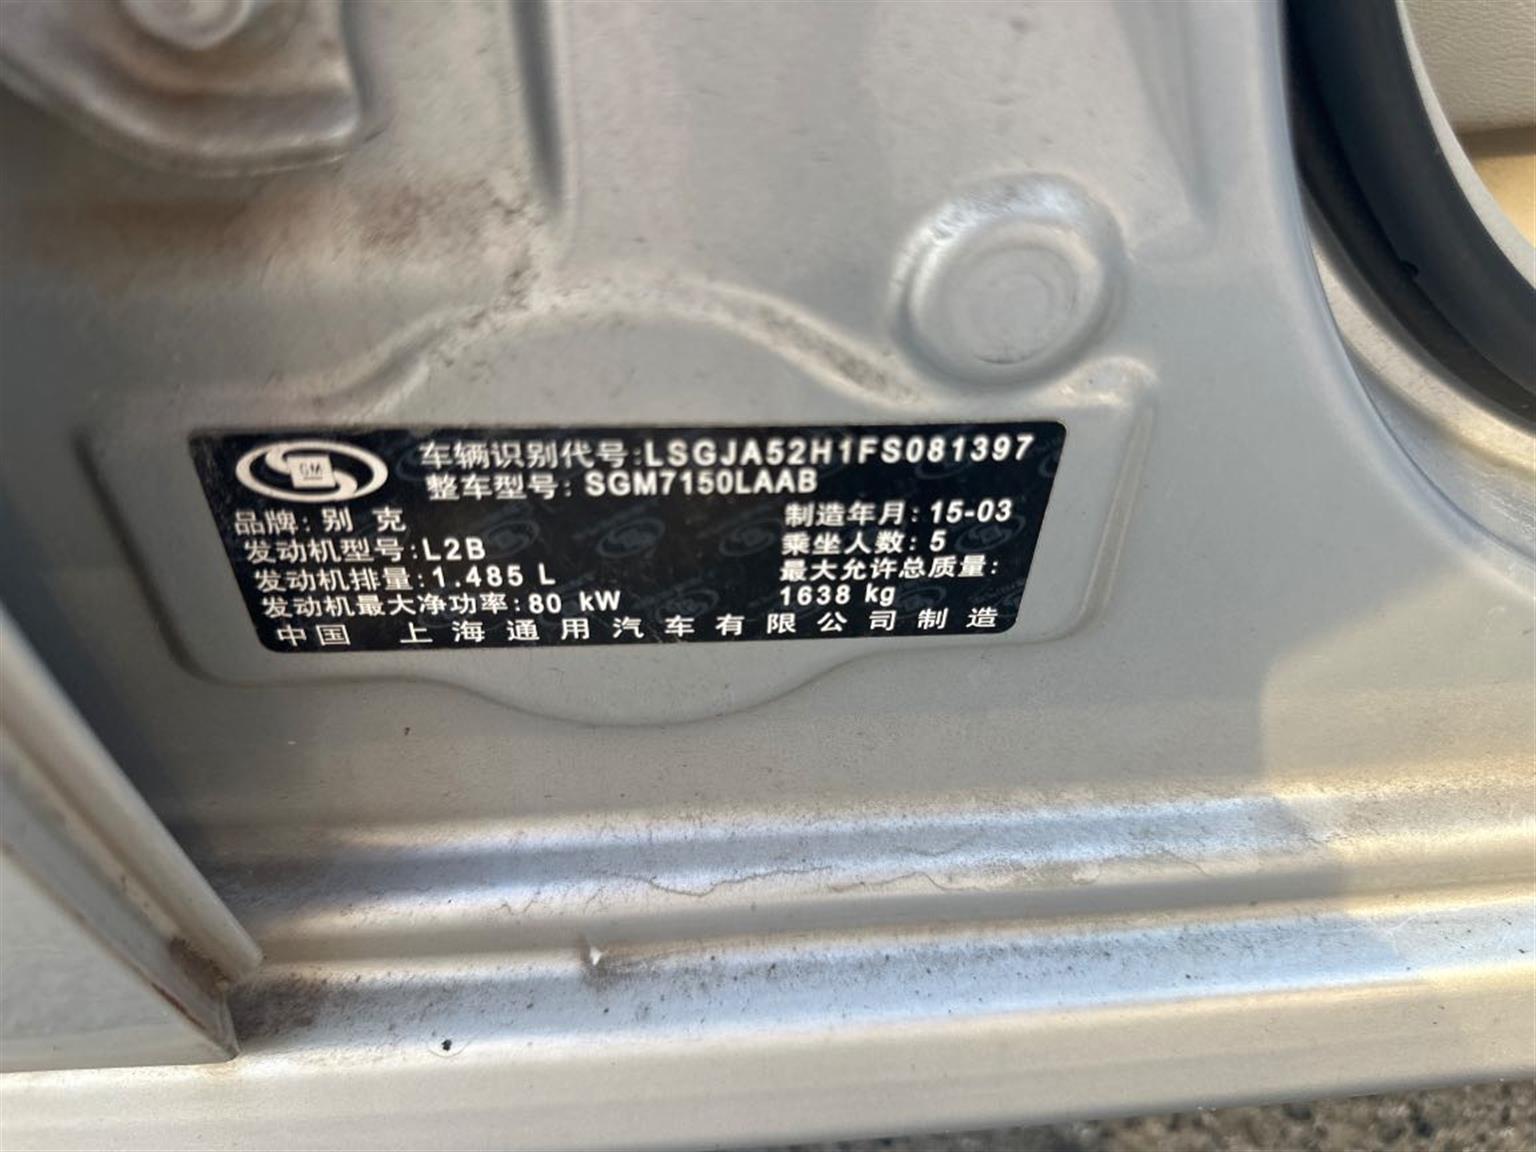 GM
车辆识别代号:LSGJA52H1FS081397
整车型号: SGM7150LAAB
品牌: 别 克
制造年月: 15-03
发动机型号:L2B
乘坐人数: 5
发动机排量:1.485 L
最大允许总质量:
1638 kg
发动机最大净功率:80 kW
中国 上海通用汽车有限公司制造